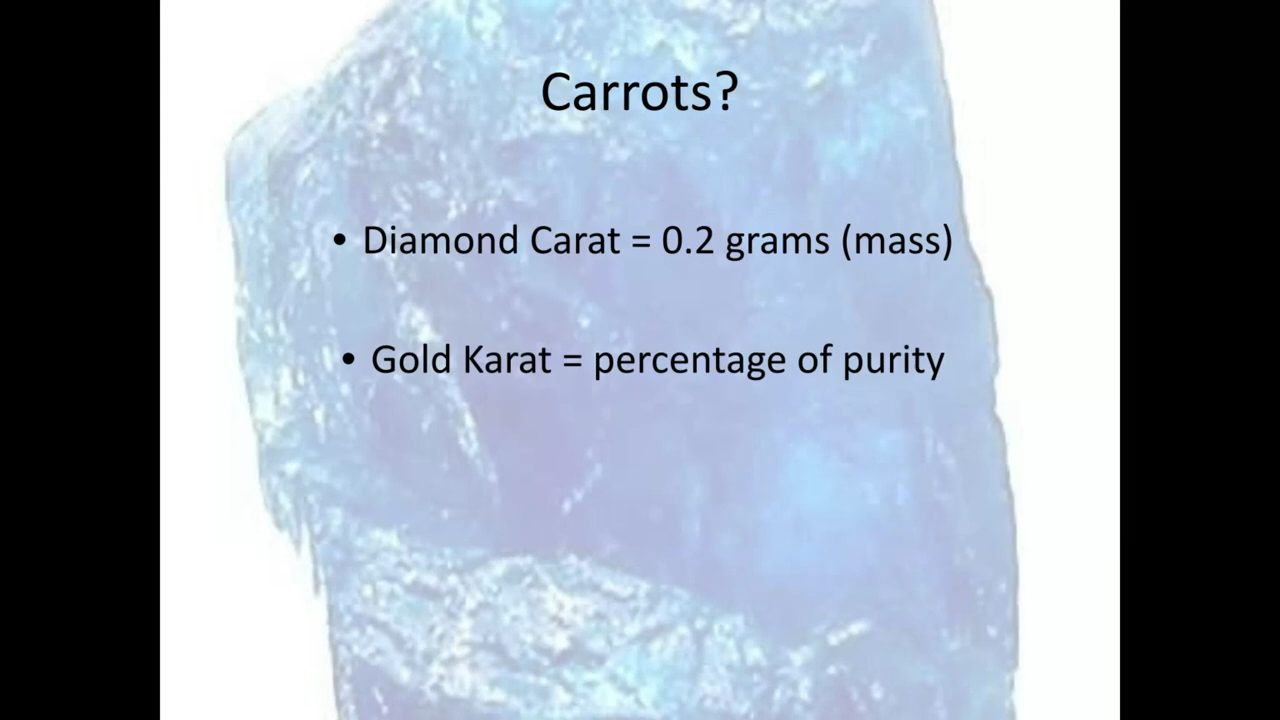 Carrots?
• Diamond Carat = 0.2 grams (mass)
• Gold Karat = percentage of purity